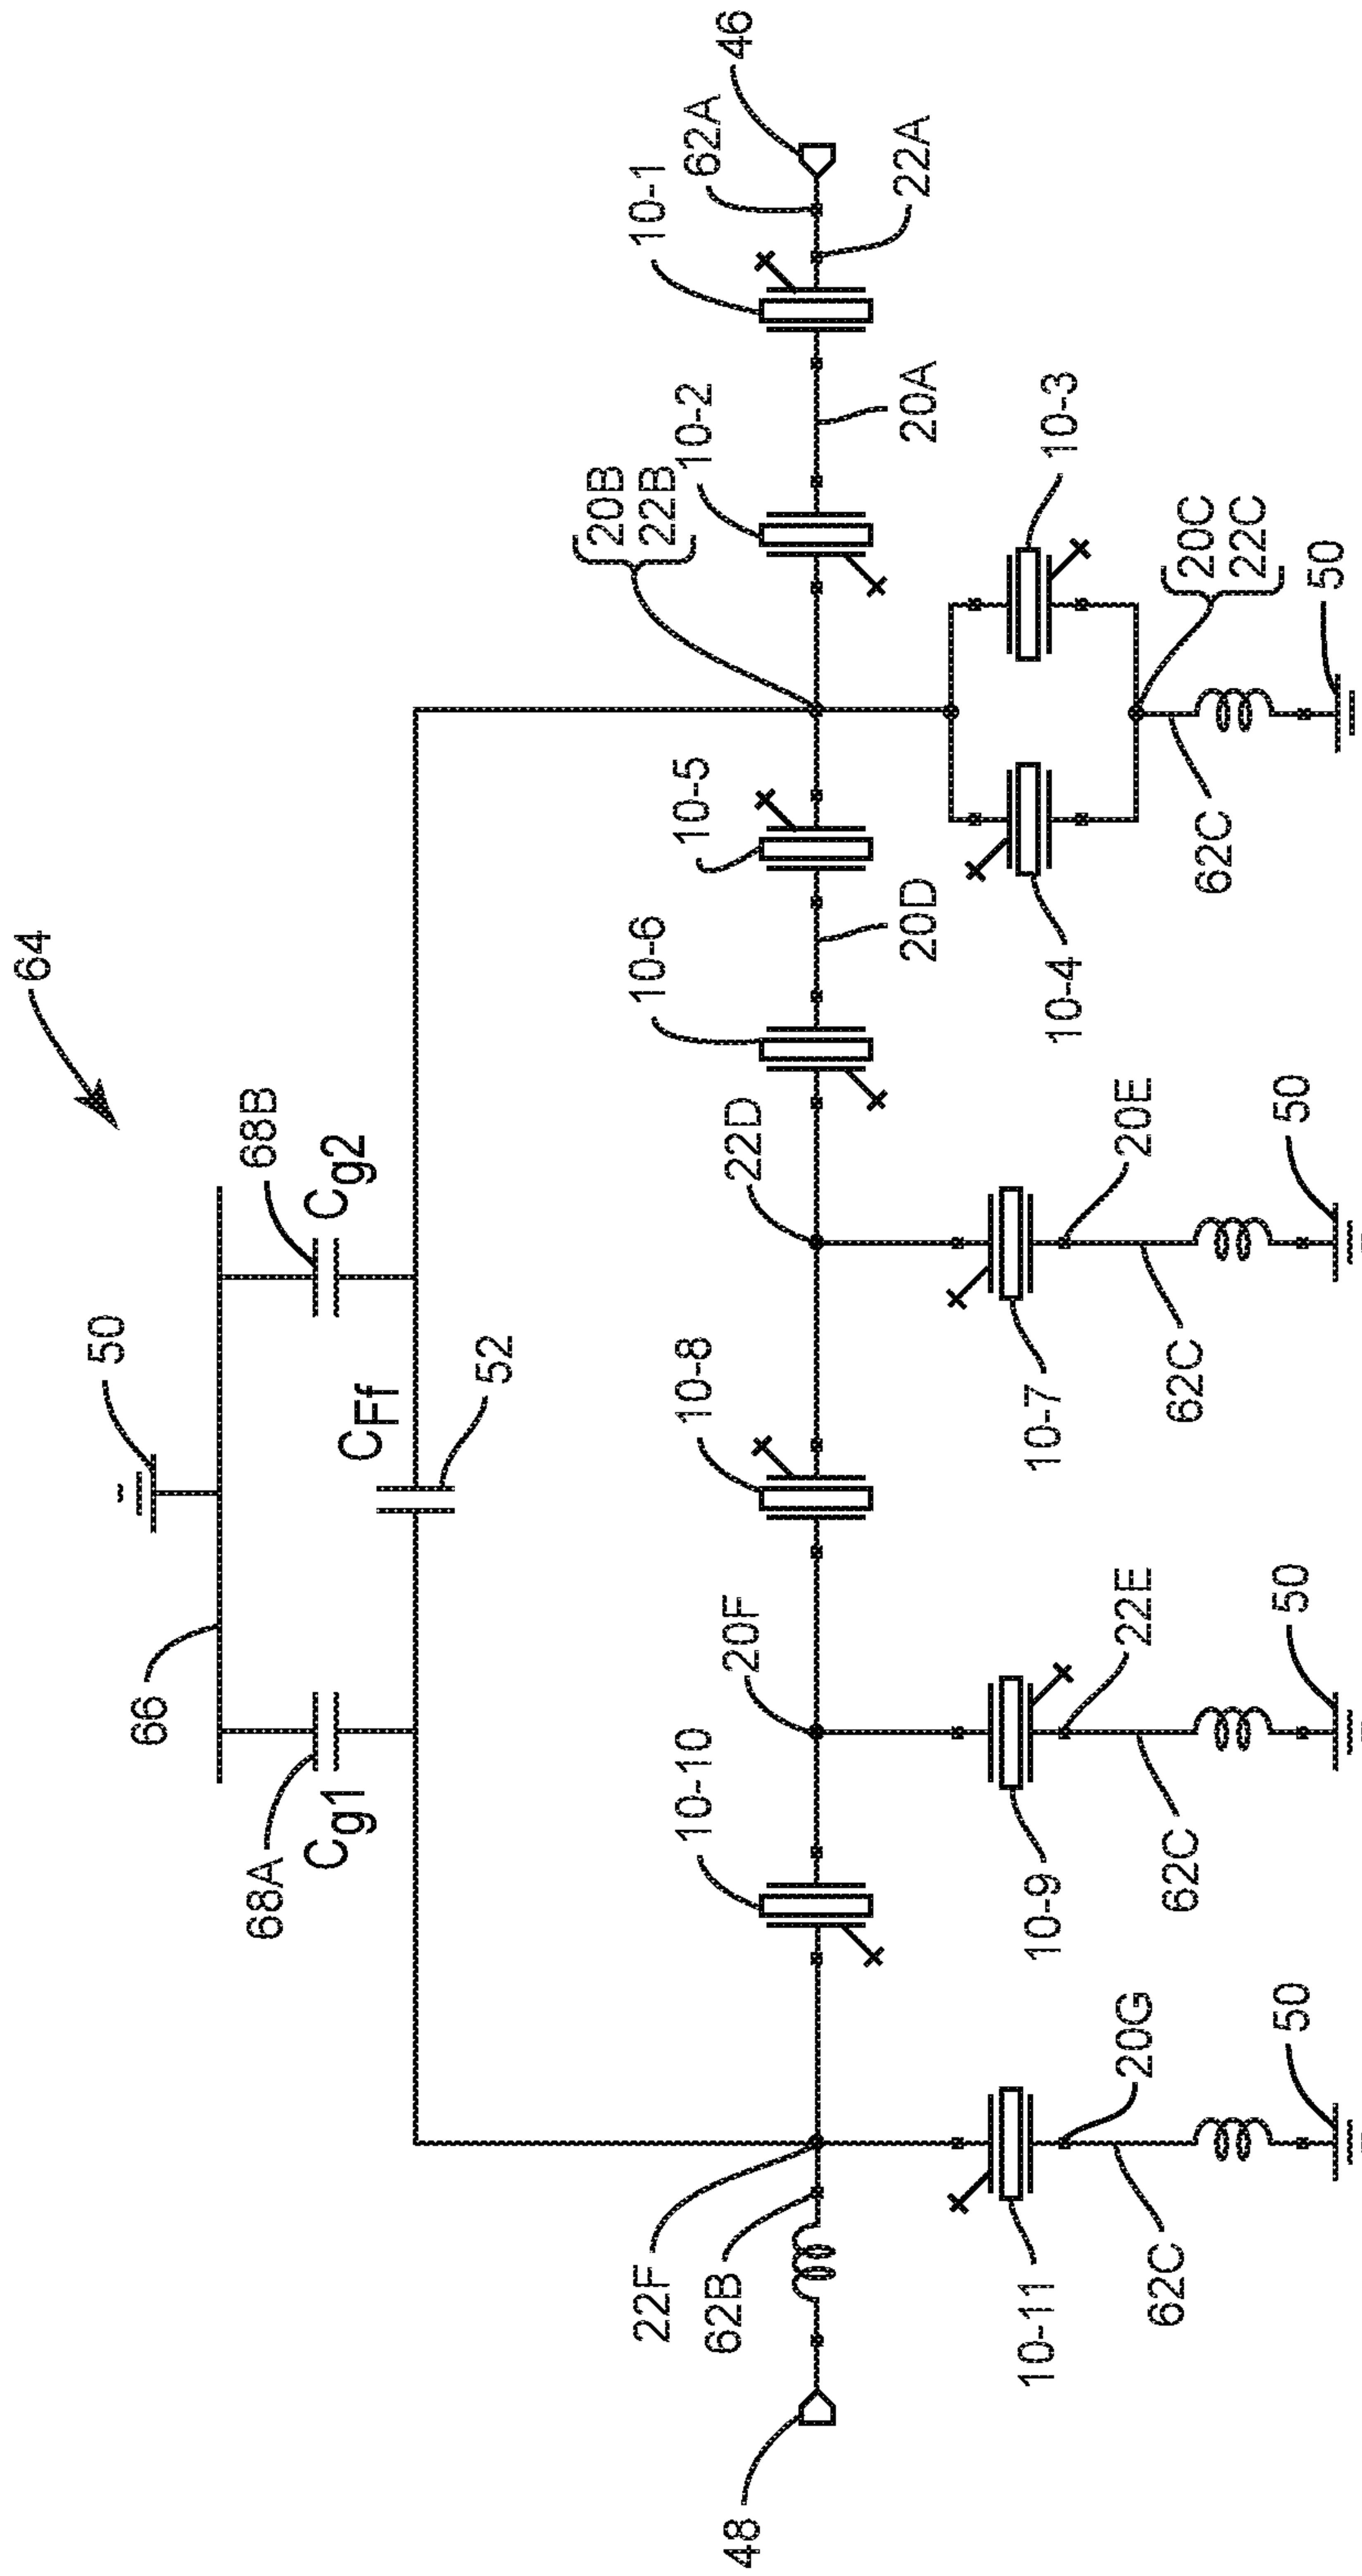 64
50
66
68A
Cg1
68B
Cg2
CFf
52
20B
22B
10-1
62A
46
10-2
10-5
10-6
22D
10-8
20F
10-10
22F
62B
48
22A
20A
20D
10-3
10-4
20C
22C
62C
50
10-7
20E
62C
50
10-9
22E
62C
50
10-11
20G
62C
50